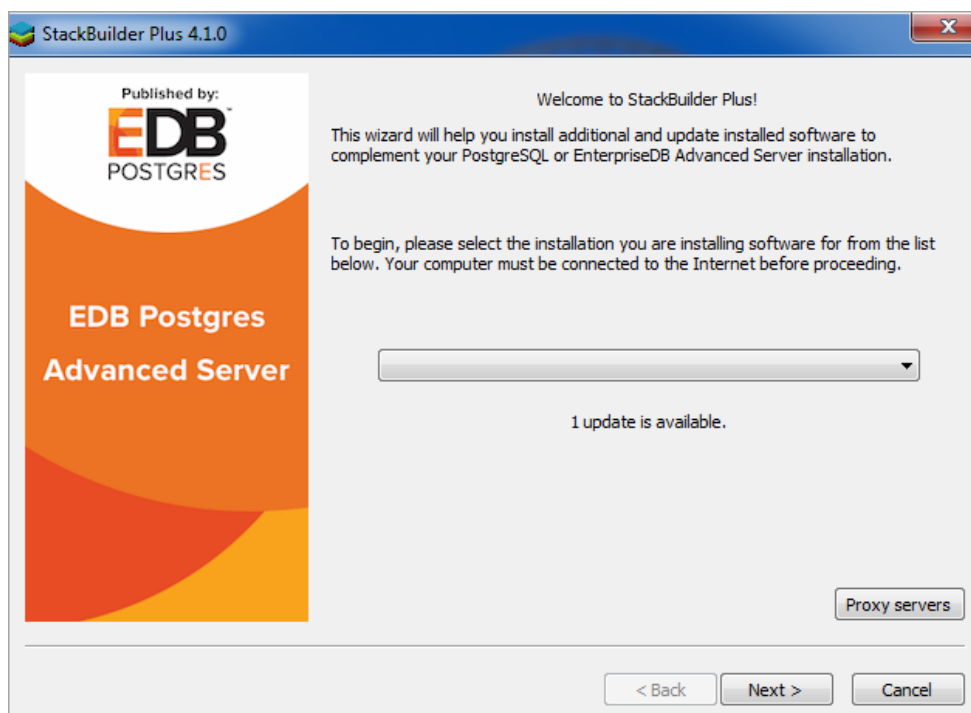 StackBuilder Plus 4.1.0
Published by:
EDB™
POSTGRES
EDB Postgres
Advanced Server
Welcome to StackBuilder Plus!
This wizard will help you install additional and update installed software to
complement your PostgreSQL or EnterpriseDB Advanced Server installation.
To begin, please select the installation you are installing software for from the list
below. Your computer must be connected to the Internet before proceeding.
1 update is available.
Proxy servers
< Back
Next >
Cancel